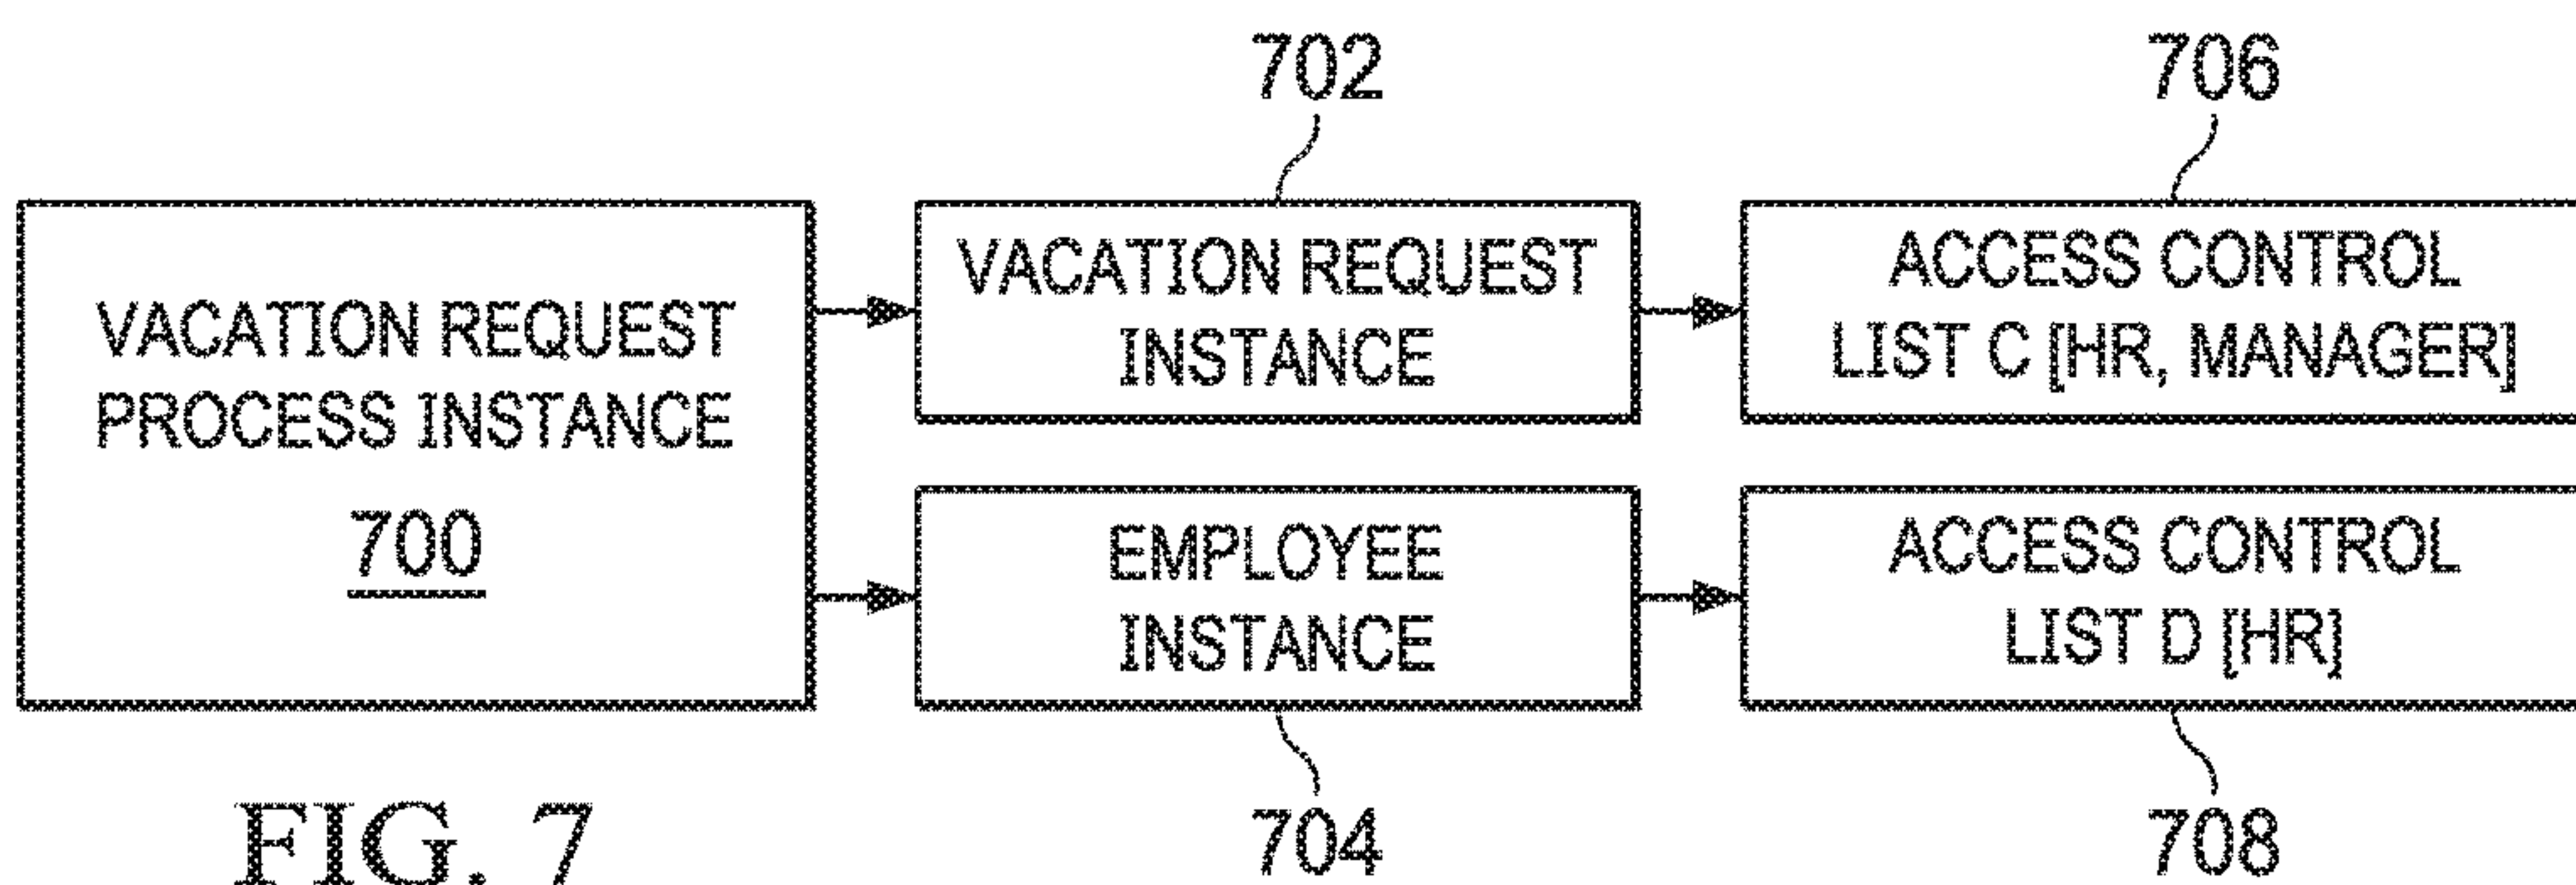 702
706
VACATION REQUEST
PROCESS INSTANCE
700
VACATION REQUEST
INSTANCE
ACCESS CONTROL
LIST C [HR, MANAGER]
EMPLOYEE
INSTANCE
ACCESS CONTROL
LIST D [HR]
704
708
FIG. 7